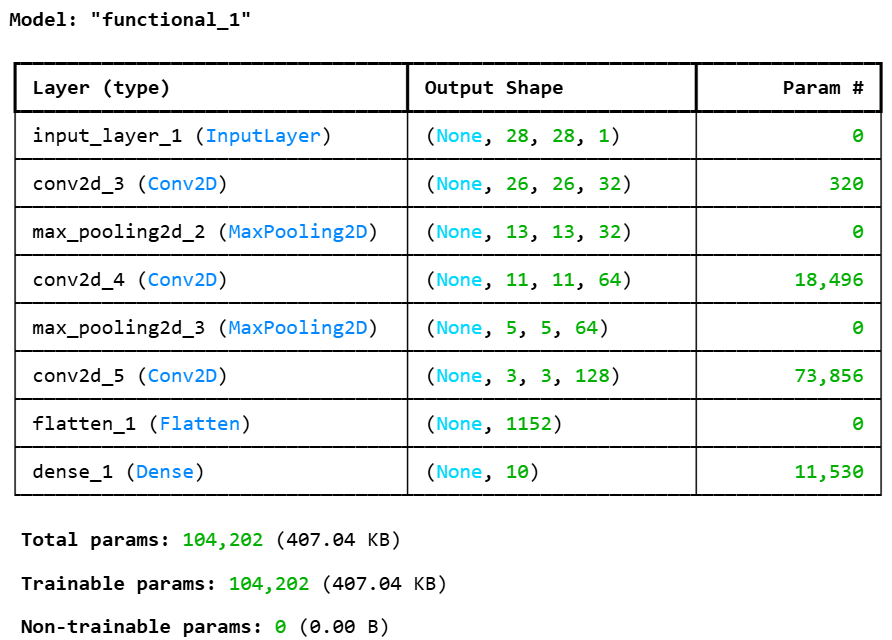 Model: "functional_1"
Layer (type) Output Shape Param #
input_layer_1 (InputLayer) (None, 28, 28, 1) 0
conv2d_3 (Conv2D) (None, 26, 26, 32) 320
max_pooling2d_2 (MaxPooling2D) (None, 13, 13, 32) 0
conv2d_4 (Conv2D) (None, 11, 11, 64) 18,496
max_pooling2d_3 (MaxPooling2D) (None, 5, 5, 64) 0
conv2d_5 (Conv2D) (None, 3, 3, 128) 73,856
flatten_1 (Flatten) (None, 1152) 0
dense_1 (Dense) (None, 10) 11,530
Total params: 104,202 (407.04 KB)
Trainable params: 104,202 (407.04 KB)
Non-trainable params: 0 (0.00 B)